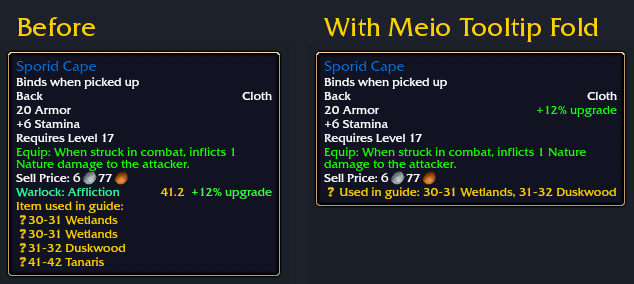 Before
Sporid Cape
Binds when picked up
Back Cloth
20 Armor
+6 Stamina
Requires Level 17
Equip: When struck in combat, inflicts 1
Nature damage to the attacker.
Sell Price: 6 77
Warlock: Affliction 41.2 +12% upgrade
Item used in guide:
? 30-31 Wetlands
? 30-31 Wetlands
? 31-32 Duskwood
? 41-42 Tanaris
With Meio Tooltip Fold
Sporid Cape
Binds when picked up
Back Cloth
20 Armor +12% upgrade
+6 Stamina
Requires Level 17
Equip: When struck in combat, inflicts 1 Nature
damage to the attacker.
Sell Price: 6 77
? Used in guide: 30-31 Wetlands, 31-32 Duskwood